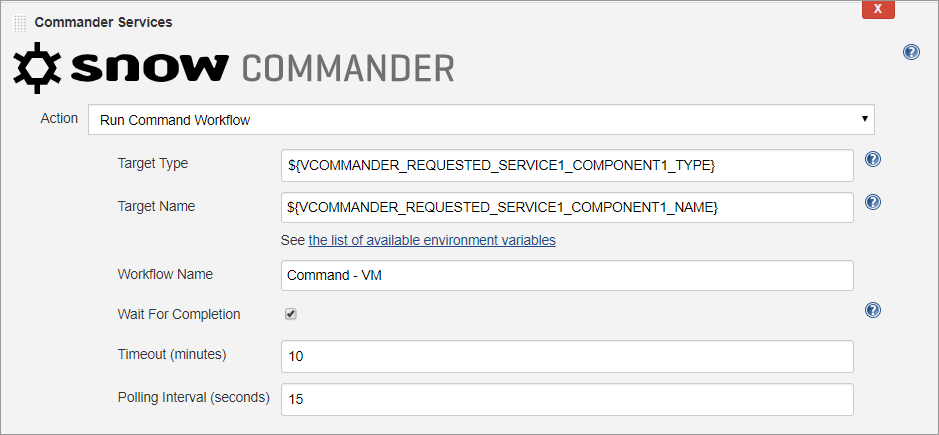 X
Commander Services
snow COMMANDER
?
Action Run Command Workflow
Target Type ${VCOMMANDER_REQUESTED_SERVICE1_COMPONENT1_TYPE} ?
Target Name ${VCOMMANDER_REQUESTED_SERVICE1_COMPONENT1_NAME} ?
See the list of available environment variables
Workflow Name Command - VM
Wait For Completion ?
Timeout (minutes) 10
Polling Interval (seconds) 15